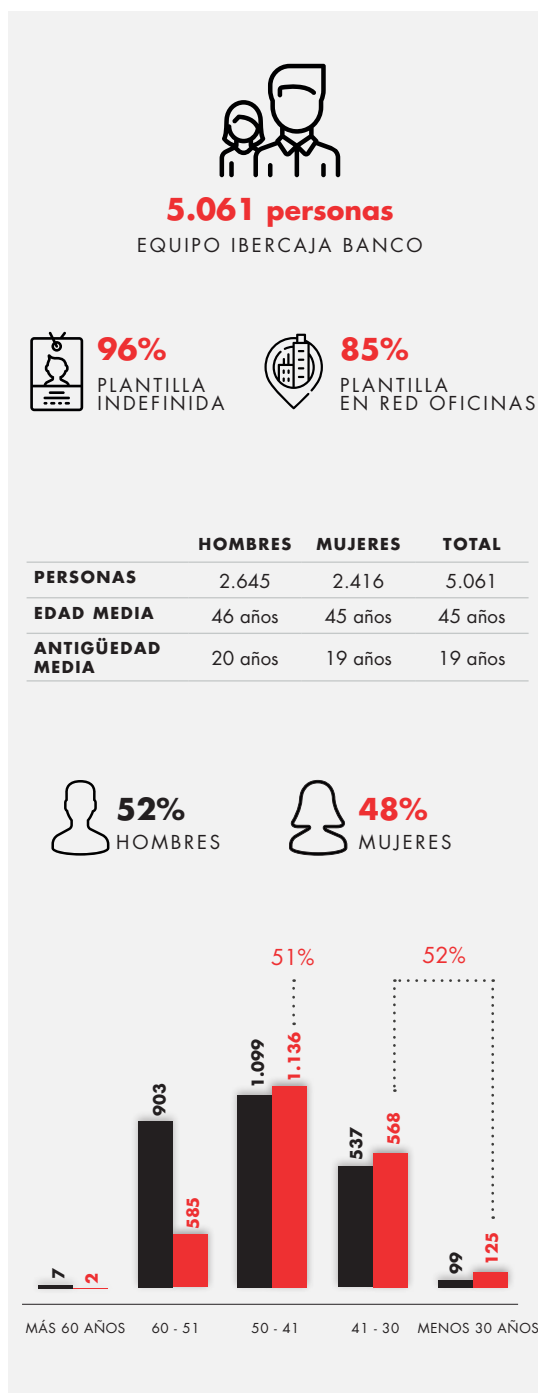 5.061 personas
EQUIPO IBERCAJA BANCO
96%
PLANTILLA
INDEFINIDA
85%
PLANTILLA
EN RED OFICINAS
HOMBRES MUJERES TOTAL
PERSONAS 2.645 2.416 5.061
EDAD MEDIA 46 años 45 años 45 años
ANTIGÜEDAD
MEDIA 20 años 19 años 19 años
52%
HOMBRES
48%
MUJERES
51% 52%
7 2 903 585 1.099 1.136 537 568 99 125
MÁS 60 AÑOS 60 - 51 50 - 41 41 - 30 MENOS 30 AÑOS